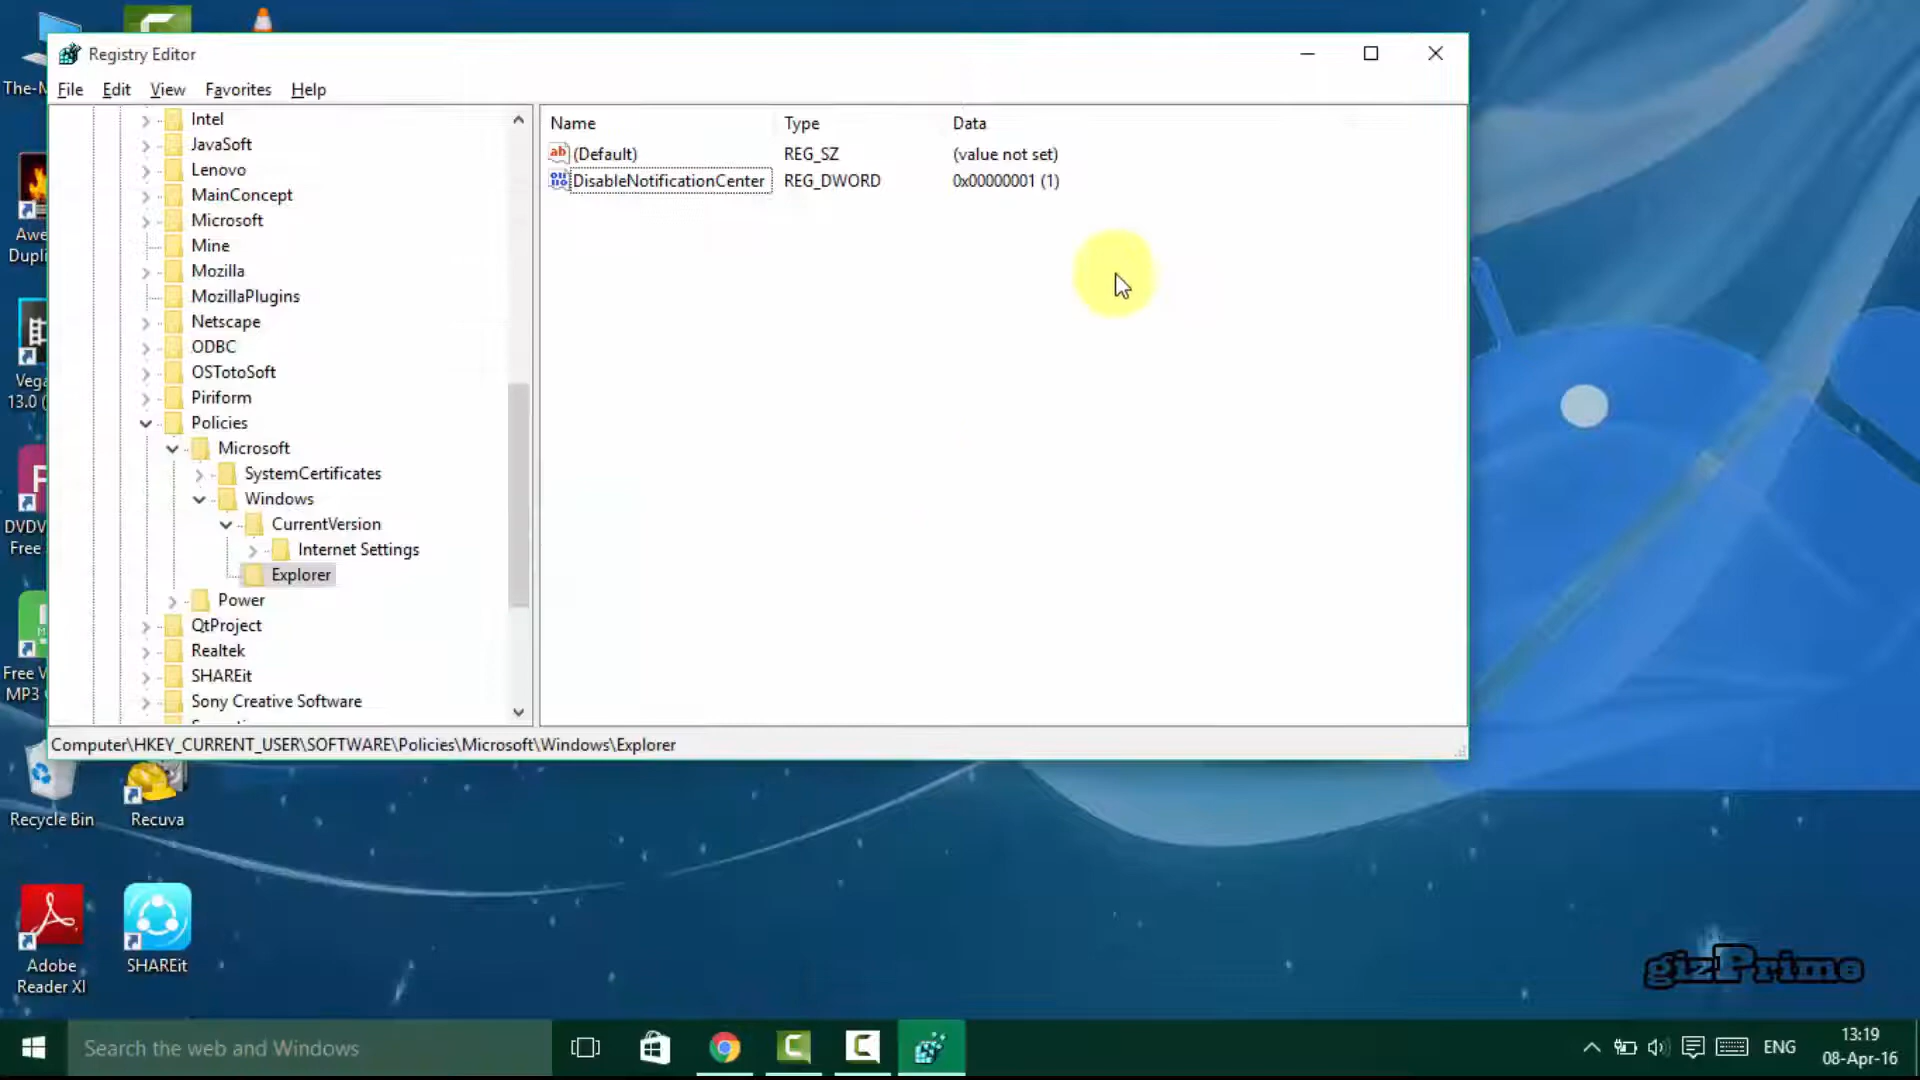 Registry Editor
File Edit View Favorites Help
Intel
JavaSoft
Lenovo
MainConcept
Microsoft
Mine
Mozilla
MozillaPlugins
Netscape
ODBC
OSTotoSoft
Piriform
Policies
Microsoft
SystemCertificates
Windows
CurrentVersion
Internet Settings
Explorer
Power
QtProject
Realtek
SHAREit
Sony Creative Software
Name Type Data
(Default) REG_SZ (value not set)
DisableNotificationCenter REG_DWORD 0x00000001 (1)
Computer\HKEY_CURRENT_USER\SOFTWARE\Policies\Microsoft\Windows\Explorer
The-
Awe
Dupli
Vega
13.0 (
DVDV
Free
Free V
MP3
Recycle Bin
Recuva
Adobe
Reader XI
SHAREit
gizPrime
Search the web and Windows
ENG
13:19
08-Apr-16